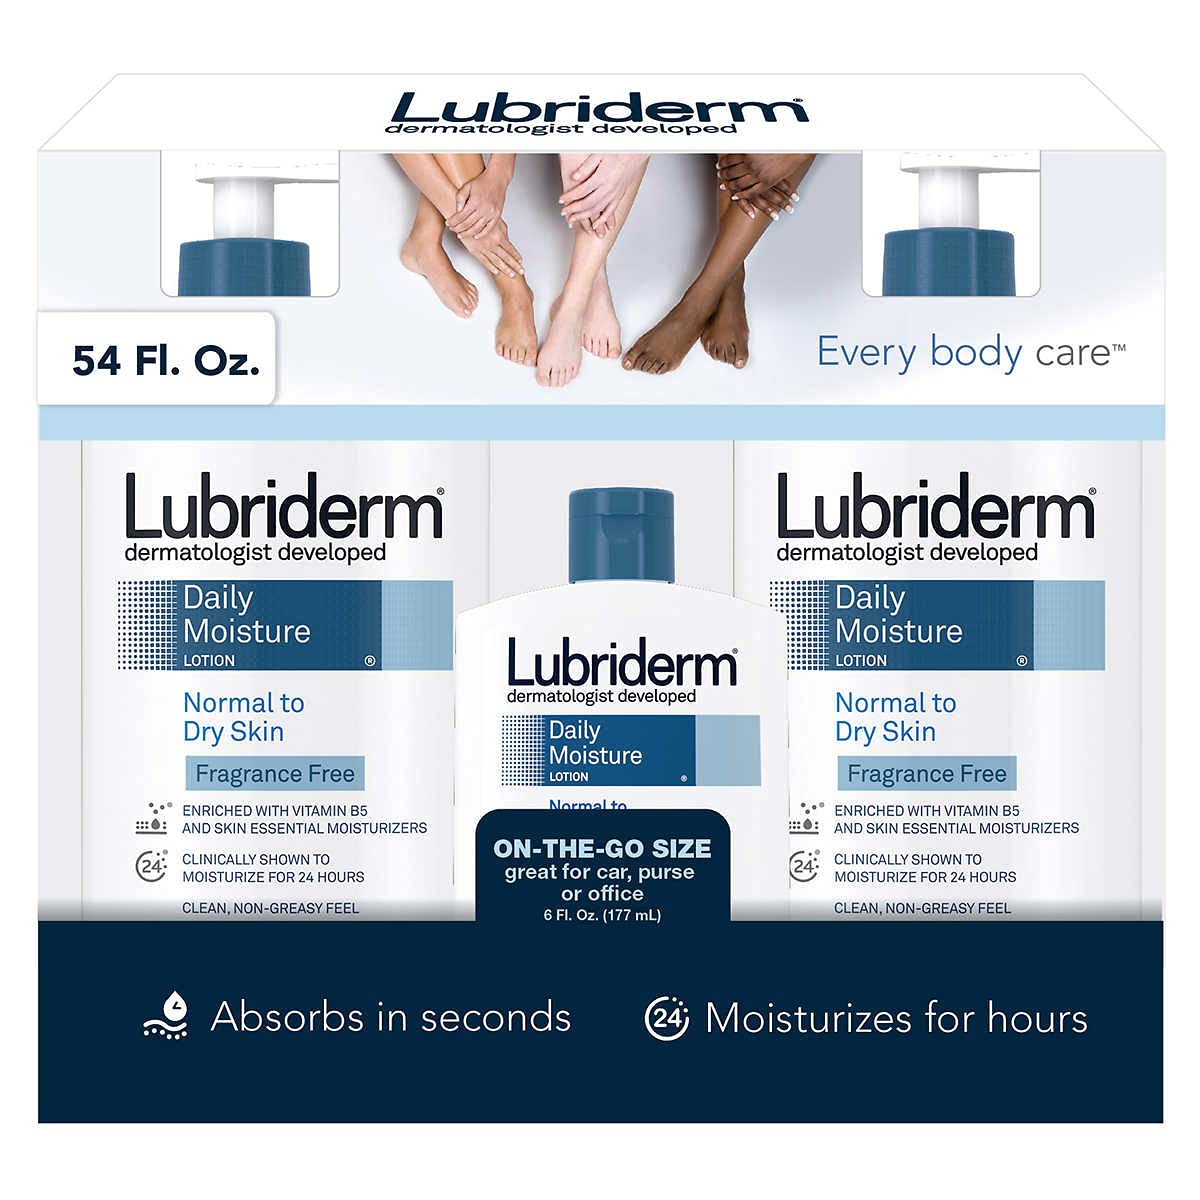 Lubriderm®
dermatologist developed
54 Fl. Oz.
Every body care™
Lubriderm®
dermatologist developed
Daily
Moisture
LOTION ®
Normal to
Dry Skin
Fragrance Free
ENRICHED WITH VITAMIN B5
AND SKIN ESSENTIAL MOISTURIZERS
24
CLINICALLY SHOWN TO
MOISTURIZE FOR 24 HOURS
CLEAN, NON-GREASY FEEL
Lubriderm®
dermatologist developed
Daily
Moisture
LOTION ®
Normal to
ON-THE-GO SIZE
great for car, purse
or office
6 Fl. Oz. (177 mL)
Lubriderm®
dermatologist developed
Daily
Moisture
LOTION ®
Normal to
Dry Skin
Fragrance Free
ENRICHED WITH VITAMIN B5
AND SKIN ESSENTIAL MOISTURIZERS
24
CLINICALLY SHOWN TO
MOISTURIZE FOR 24 HOURS
CLEAN, NON-GREASY FEEL
Absorbs in seconds
24 Moisturizes for hours